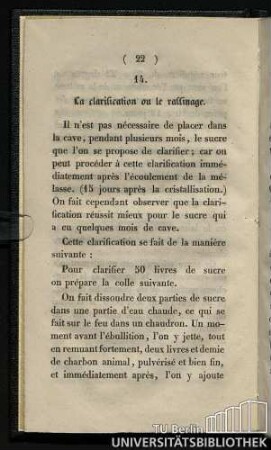 ( 22 )
14.
La clarification ou le raffinage.
Il n'est pas nécessaire de placer dans
la cave, pendant plusieurs mois, le sucre
que l'on se propose de clarifier; car on
peut procéder à cette clarification immé-
diatement après l'écoulement de la mé-
lasse. (15 jours après la cristallisation.)
On fait cependant observer que la clari-
fication réussit mieux pour le sucre qui
a eu quelques mois de cave.
Cette clarification se fait de la manière
suivante :
Pour clarifier 50 livres de sucre
on prépare la colle suivante.
On fait dissoudre deux parties de sucre
dans une partie d'eau chaude, ce qui se
fait sur le feu dans un chaudron. Un mo-
ment avant l'ébullition, l'on y jette, tout
en remuant fortement, deux livres et demie
de charbon animal, pulvérisé et bien fin,
et immédiatement après, l'on y ajoute
TU Berlin
UNIVERSITÄTSBIBLIOTHEK